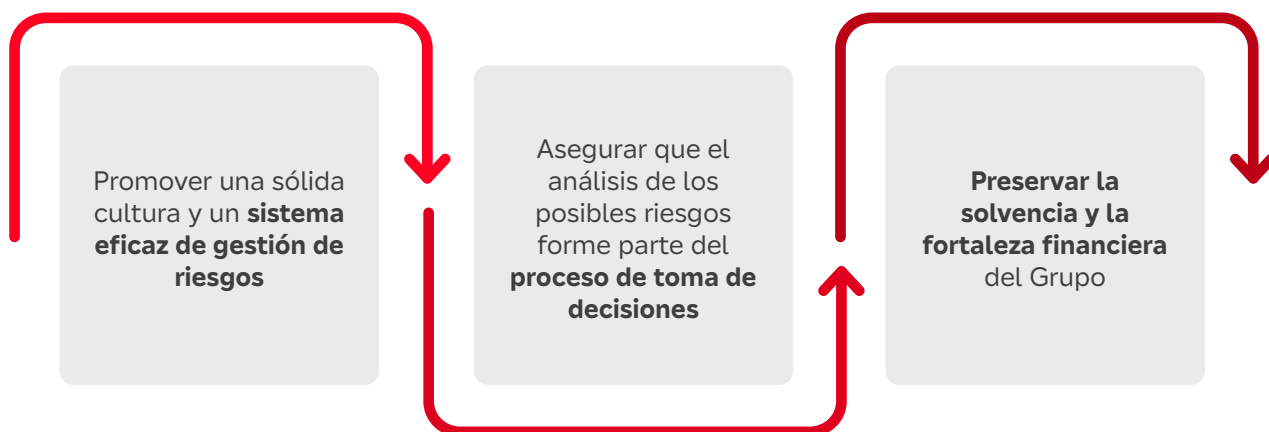 Promover una sólida
cultura y un sistema
eficaz de gestión de
riesgos
Asegurar que el
análisis de los
posibles riesgos
forme parte del
proceso de toma de
decisiones
Preservar la
solvencia y la
fortaleza financiera
del Grupo